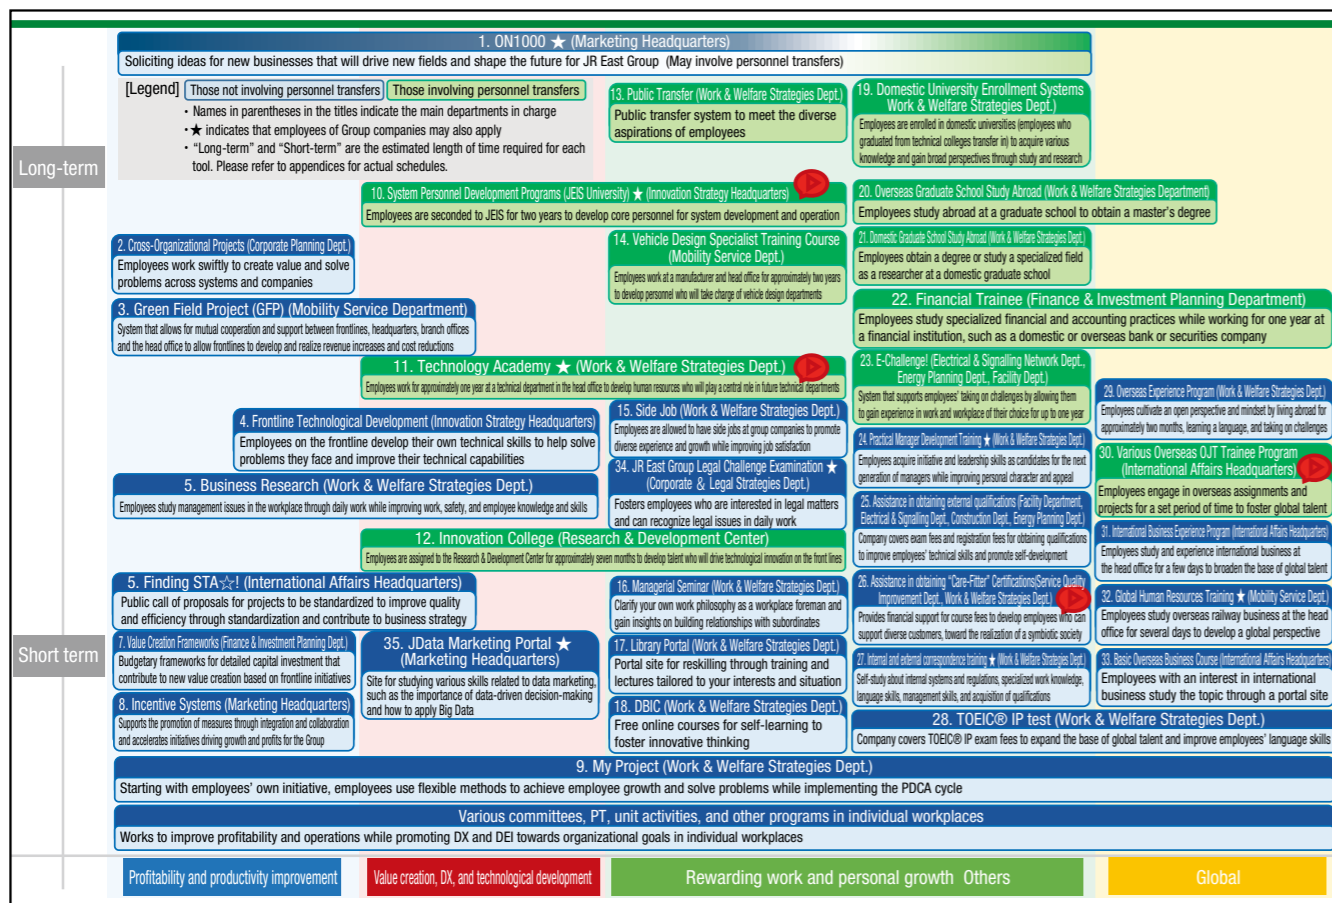 1. ON1000 ★ (Marketing Headquarters)
Soliciting ideas for new businesses that will drive new fields and shape the future for JR East Group (May involve personnel transfers)
[Legend] Those not involving personnel transfers Those involving personnel transfers
・ Names in parentheses in the titles indicate the main departments in charge
・★ indicates that employees of Group companies may also apply
・ "Long-term" and "Short-term" are the estimated length of time required for each
tool. Please refer to appendices for actual schedules.
Long-term
13. Public Transfer (Work & Welfare Strategies Dept.)
Public transfer system to meet the diverse
aspirations of employees
19. Domestic University Enrollment Systems
Work & Welfare Strategies Dept.)
Employees are enrolled in domestic universities (employees who
graduated from technical colleges transfer in) to acquire various
knowledge and gain broad perspectives through study and research
10. System Personnel Development Programs (JEIS University) ★ (Innovation Strategy Headquarters)
Employees are seconded to JEIS for two years to develop core personnel for system development and operation
20. Overseas Graduate School Study Abroad (Work & Welfare Strategies Department)
Employees study abroad at a graduate school to obtain a master's degree
2. Cross-Organizational Projects (Corporate Planning Dept.)
Employees work swiftly to create value and solve
problems across systems and companies
14. Vehicle Design Specialist Training Course
(Mobility Service Dept.)
Employees work at a manufacturer and head office for approximately two years
to develop personnel who will take charge of vehicle design departments
21. Domestic Graduate School Study Abroad (Work & Welfare Strategies Dept.)
Employees obtain a degree or study a specialized field
as a researcher at a domestic graduate school
3. Green Field Project (GFP) (Mobility Service Department)
System that allows for mutual cooperation and support between frontlines, headquarters, branch offices
and the head office to allow frontlines to develop and realize revenue increases and cost reductions
22. Financial Trainee (Finance & Investment Planning Department)
Employees study specialized financial and accounting practices while working for one year at
a financial institution, such as a domestic or overseas bank or securities company
11. Technology Academy ★ (Work & Welfare Strategies Dept.)
Employees work for approximately one year at a technical department in the head office to develop human resources who will play a central role in future technical departments
23. E-Challenge! (Electrical & Signalling Network Dept.,
Energy Planning Dept., Facility Dept.)
System that supports employees' taking on challenges by allowing them
to gain experience in work and workplace of their choice for up to one year
29. Overseas Experience Program (Work & Welfare Strategies Dept.)
Employees cultivate an open perspective and mindset by living abroad for
approximately two months, learning a language, and taking on challenges
4. Frontline Technological Development (Innovation Strategy Headquarters)
Employees on the frontline develop their own technical skills to help solve
problems they face and improve their technical capabilities
15. Side Job (Work & Welfare Strategies Dept.)
Employees are allowed to have side jobs at group companies to promote
diverse experience and growth while improving job satisfaction
24. Practical Manager Development Training ★ (Work & Welfare Strategies Dept.)
Employees acquire initiative and leadership skills as candidates for the next
generation of managers while improving personal character and appeal
30. Various Overseas OJT Trainee Program
(International Affairs Headquarters)
Employees engage in overseas assignments and
projects for a set period of time to foster global talent
5. Business Research (Work & Welfare Strategies Dept.)
Employees study management issues in the workplace through daily work while improving work, safety, and employee knowledge and skills
34. JR East Group Legal Challenge Examination ★
(Corporate & Legal Strategies Dept.)
Fosters employees who are interested in legal matters
and can recognize legal issues in daily work
25. Assistance in obtaining external qualifications (Facility Department,
Electrical & Signalling Dept., Construction Dept., Energy Planning Dept.)
Company covers exam fees and registration fees for obtaining qualifications
to improve employees' technical skills and promote self-development
12. Innovation College (Research & Development Center)
Employees are assigned to the Research & Development Center for approximately seven months to develop talent who will drive technological innovation on the front lines
31. International Business Experience Program (International Affairs Headquarters)
Employees study and experience international business at
the head office for a few days to broaden the base of global talent
5. Finding STA☆! (International Affairs Headquarters)
Public call of proposals for projects to be standardized to improve quality
and efficiency through standardization and contribute to business strategy
16. Managerial Seminar (Work & Welfare Strategies Dept.)
Clarify your own work philosophy as a workplace foreman and
gain insights on building relationships with subordinates
26. Assistance in obtaining "Care-Fitter" Certifications(Service Quality
Improvement Dept., Work & Welfare Strategies Dept.)
Provides financial support for course fees to develop employees who can
support diverse customers, toward the realization of a symbiotic society
32. Global Human Resources Training ★ (Mobility Service Dept.)
Employees study overseas railway business at the head
office for several days to develop a global perspective
Short term
7. Value Creation Frameworks (Finance & Investment Planning Dept.)
Budgetary frameworks for detailed capital investment that
contribute to new value creation based on frontline initiatives
35. JData Marketing Portal ★
(Marketing Headquarters)
Site for studying various skills related to data marketing,
such as the importance of data-driven decision-making
and how to apply Big Data
17. Library Portal (Work & Welfare Strategies Dept.)
Portal site for reskilling through training and
lectures tailored to your interests and situation
27. Internal and external correspondence training ★ (Work & Welfare Strategies Dept.)
Self-study about internal systems and regulations, specialized work knowledge,
language skills, management skills, and acquisition of qualifications
33. Basic Overseas Business Course (International Affairs Headquarters)
Employees with an interest in international
business study the topic through a portal site
8. Incentive Systems (Marketing Headquarters)
Supports the promotion of measures through integration and collaboration
and accelerates initiatives driving growth and profits for the Group
18. DBIC (Work & Welfare Strategies Dept.)
Free online courses for self-learning to
foster innovative thinking
28. TOEIC® IP test (Work & Welfare Strategies Dept.)
Company covers TOEIC® IP exam fees to expand the base of global talent and improve employees' language skills
9. My Project (Work & Welfare Strategies Dept.)
Starting with employees' own initiative, employees use flexible methods to achieve employee growth and solve problems while implementing the PDCA cycle
Various committees, PT, unit activities, and other programs in individual workplaces
Works to improve profitability and operations while promoting DX and DEI towards organizational goals in individual workplaces
Profitability and productivity improvement
Value creation, DX, and technological development
Rewarding work and personal growth Others
Global